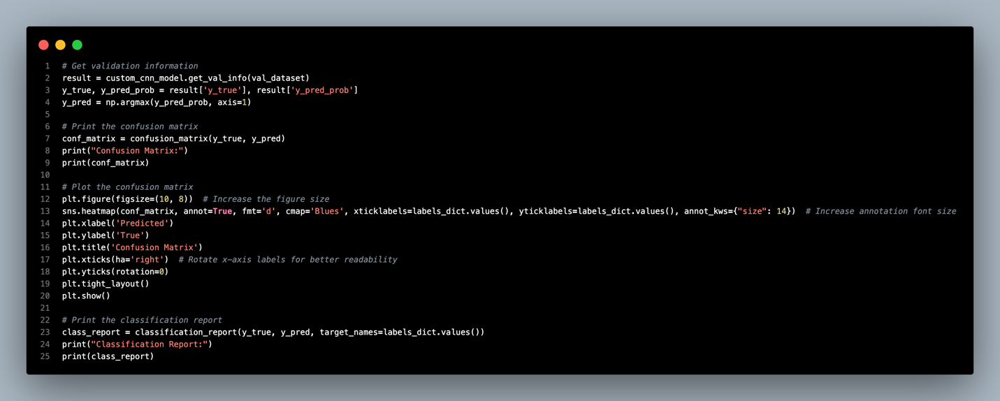 1 # Get validation information
2 result = custom_cnn_model.get_val_info(val_dataset)
3 y_true, y_pred_prob = result['y_true'], result['y_pred_prob']
4 y_pred = np.argmax(y_pred_prob, axis=1)
5
6 # Print the confusion matrix
7 conf_matrix = confusion_matrix(y_true, y_pred)
8 print("Confusion Matrix:")
9 print(conf_matrix)
10
11 # Plot the confusion matrix
12 plt.figure(figsize=(10, 8))  # Increase the figure size
13 sns.heatmap(conf_matrix, annot=True, fmt='d', cmap='Blues', xticklabels=labels_dict.values(), yticklabels=labels_dict.values(), annot_kws={"size": 14})  # Increase annotation font size
14 plt.xlabel('Predicted')
15 plt.ylabel('True')
16 plt.title('Confusion Matrix')
17 plt.xticks(ha='right')  # Rotate x-axis labels for better readability
18 plt.yticks(rotation=0)
19 plt.tight_layout()
20 plt.show()
21
22 # Print the classification report
23 class_report = classification_report(y_true, y_pred, target_names=labels_dict.values())
24 print("Classification Report:")
25 print(class_report)